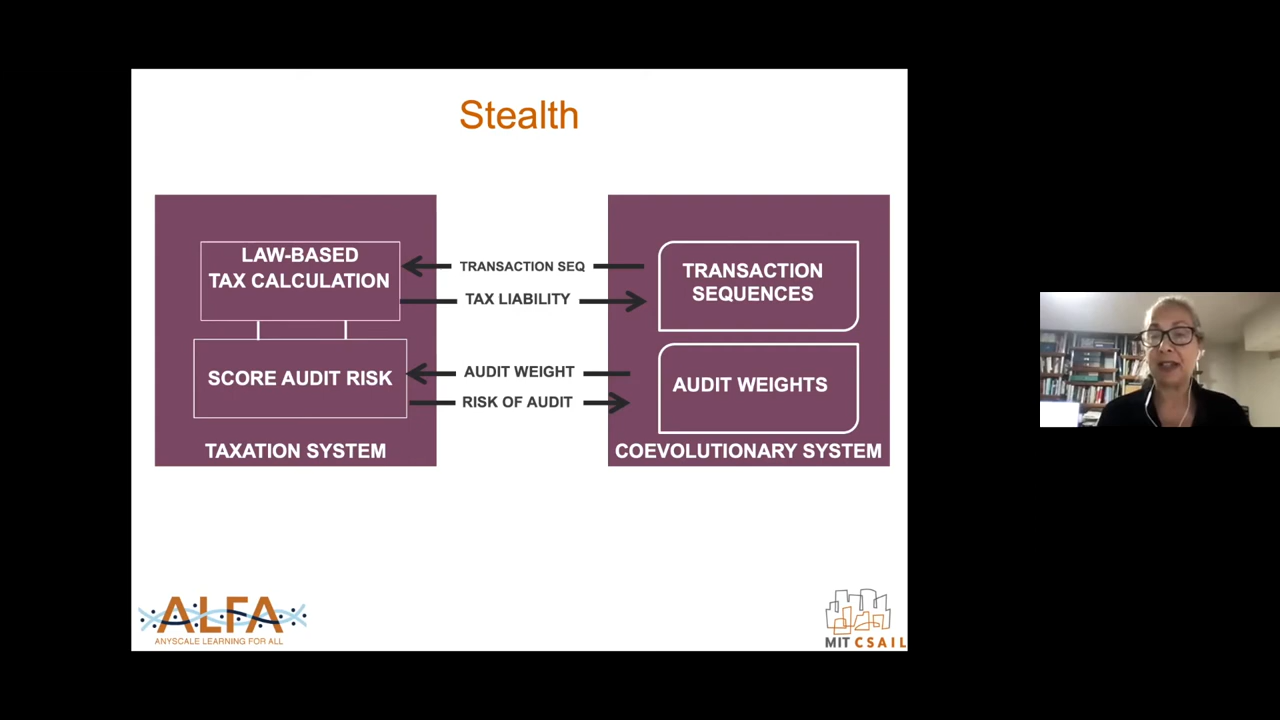 Stealth
LAW-BASED
TAX CALCULATION
SCORE AUDIT RISK
TAXATION SYSTEM
TRANSACTION SEQ
TAX LIABILITY
AUDIT WEIGHT
RISK OF AUDIT
TRANSACTION
SEQUENCES
AUDIT WEIGHTS
COEVOLUTIONARY SYSTEM
ALFA
ANYSCALE LEARNING FOR ALL
MIT CSAIL